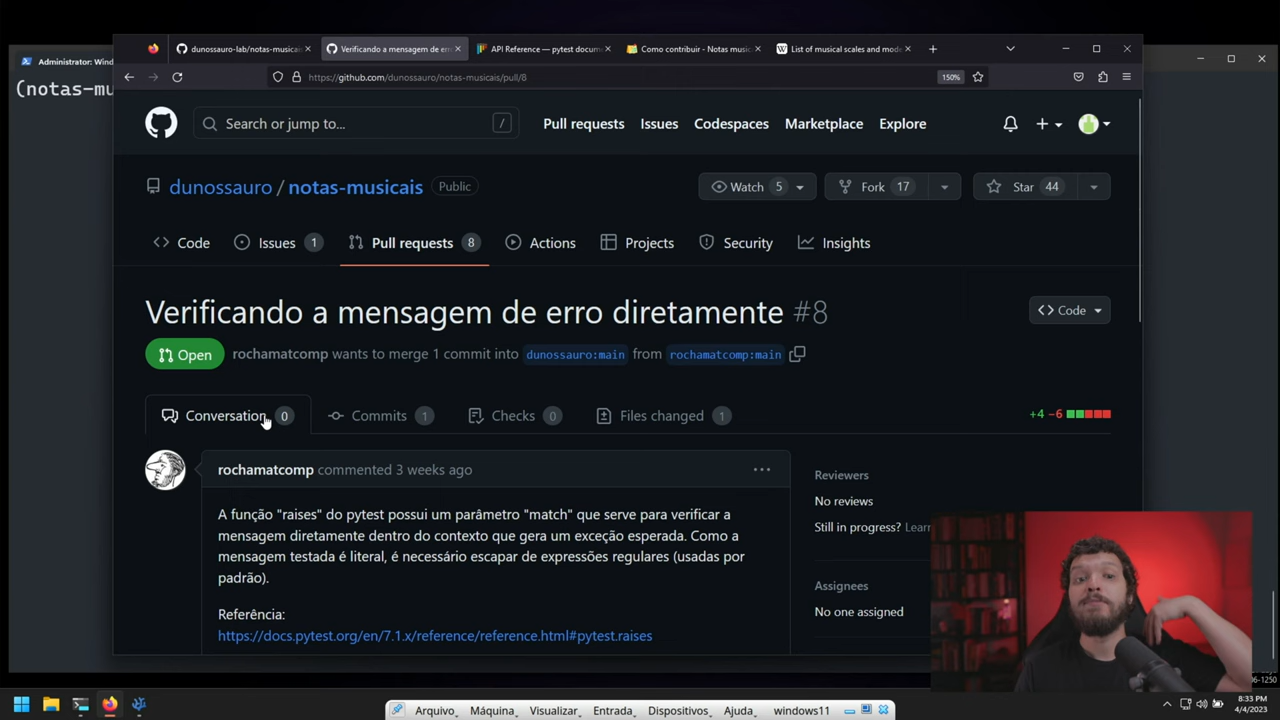 dunossauro-lab/notas-musica
Verificando a mensagem de err
API Reference — pytest docum
Como contribuir - Notas musi
List of musical scales and mode
Administrator: Wind
(notas-mu
https://github.com/dunossauro/notas-musicais/pull/8
150%
Search or jump to...
/
Pull requests
Issues
Codespaces
Marketplace
Explore
dunossauro / notas-musicais
Public
Watch 5
Fork 17
Star 44
Code
Issues 1
Pull requests 8
Actions
Projects
Security
Insights
Verificando a mensagem de erro diretamente #8
Code
Open
rochamatcomp wants to merge 1 commit into dunossauro:main from rochamatcomp:main
Conversation 0
Commits 1
Checks 0
Files changed 1
+4 −6
rochamatcomp commented 3 weeks ago
A função "raises" do pytest possui um parâmetro "match" que serve para verificar a
mensagem diretamente dentro do contexto que gera um exceção esperada. Como a
mensagem testada é literal, é necessário escapar de expressões regulares (usadas por
padrão).
Referência:
https://docs.pytest.org/en/7.1.x/reference/reference.html#pytest.raises
Reviewers
No reviews
Still in progress? Learn
Assignees
No one assigned
06-1250
8:33 PM
4/4/2023
Arquivo
Máquina
Visualizar
Entrada
Dispositivos
Ajuda
windows11